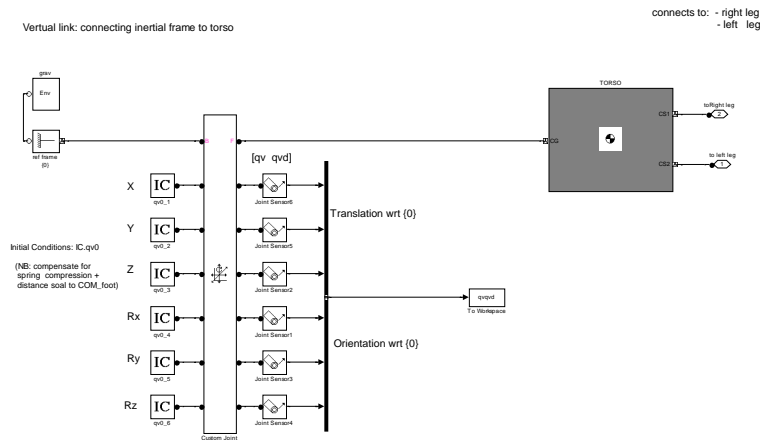 connects to: - right leg
- left leg
Vertual link: connecting inertial frame to torso
grav
Env
ref frame
(0)
TORSO
CS1
toRight leg
2
B
F
CG
CS2
to left leg
1
[qv qvd]
X
IC
qv0_1
Joint Sensor6
Translation wrt {0}
Y
IC
qv0_2
Joint Sensor5
Initial Conditions: IC.qv0
(NB: compensate for
spring compression +
distance soal to COM_foot)
Z
IC
qv0_3
Joint Sensor2
qvqvd
To Workspace
Rx
IC
qv0_4
Joint Sensor1
Orientation wrt {0}
Ry
IC
qv0_5
Joint Sensor3
Rz
IC
qv0_6
Joint Sensor4
Custom Joint